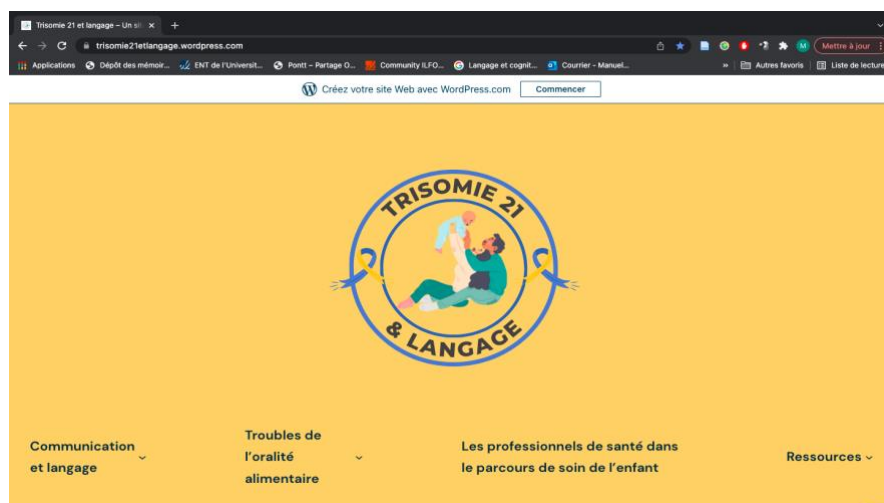 Trisomie 21 et langage – Un sit
trisomie21etlangage.wordpress.com
Mettre à jour
Applications Dépôt des mémoir... ENT de l'Universit... Pontt – Partage O... Community ILFO... Langage et cognit... Courrier – Manuel... » Autres favoris Liste de lecture
Créez votre site Web avec WordPress.com Commencer
TRISOMIE 21
& LANGAGE
Communication
et langage
Troubles de
l'oralité
alimentaire
Les professionnels de santé dans
le parcours de soin de l'enfant
Ressources